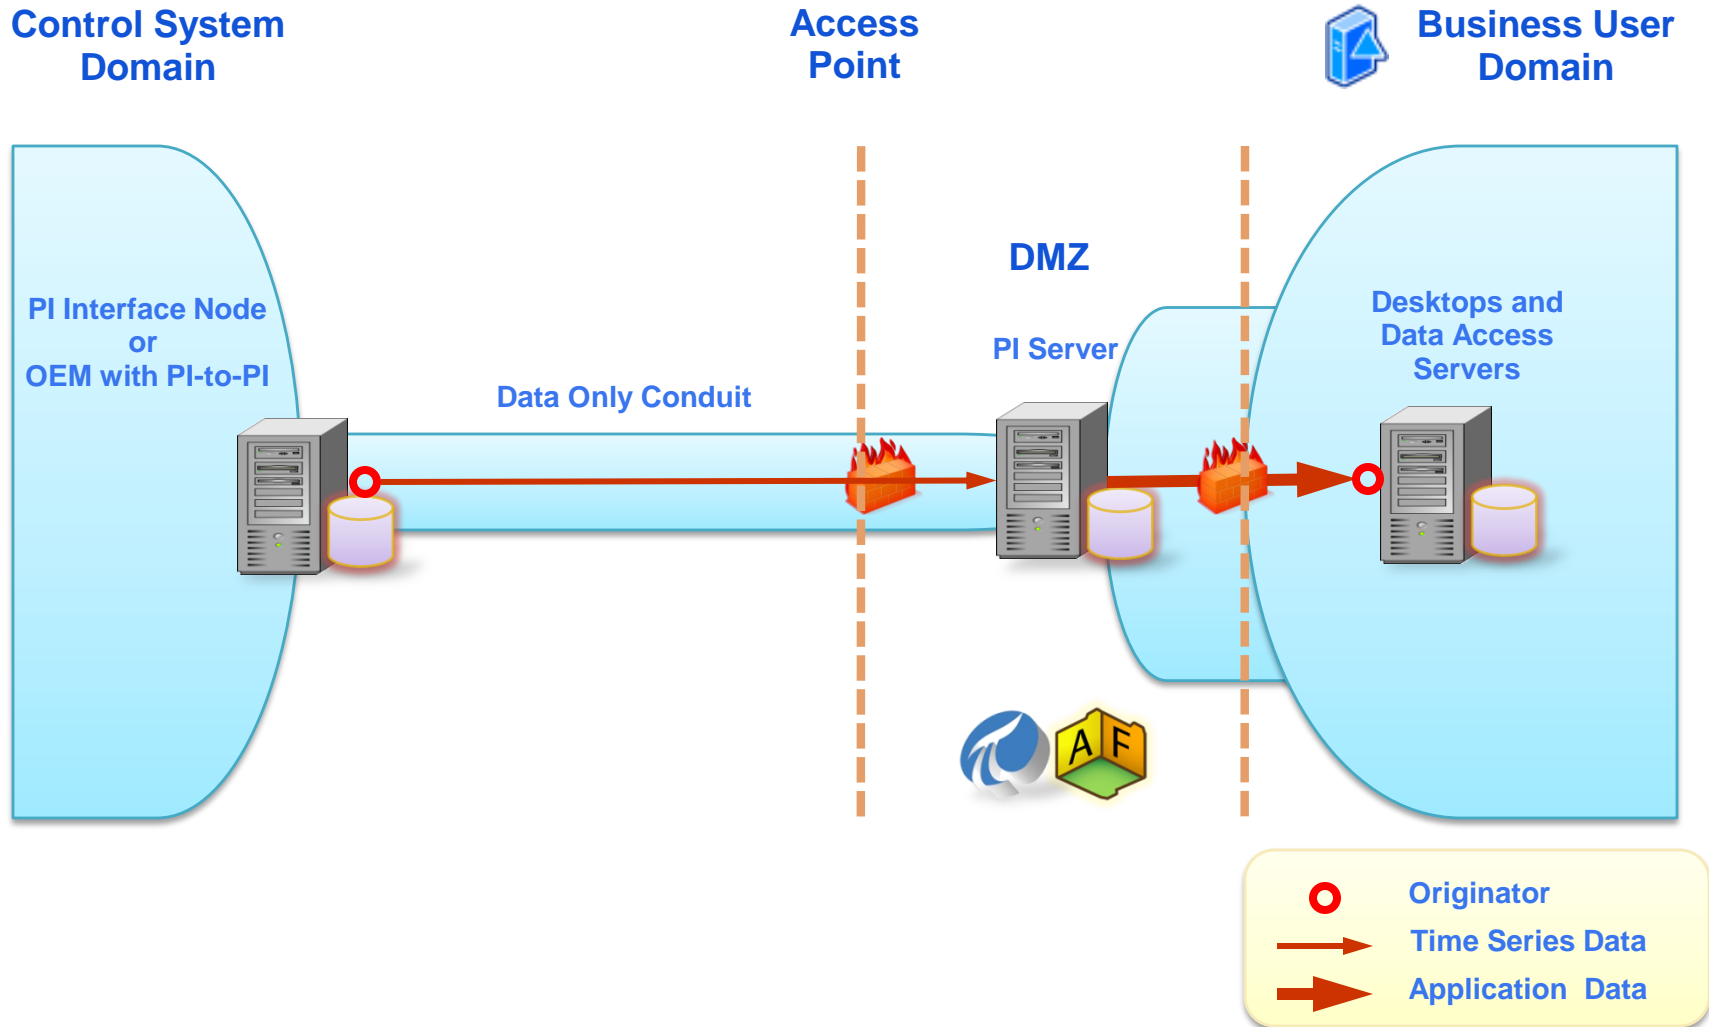 Control System
Domain
Access
Point
Business User
Domain
DMZ
PI Interface Node
or
OEM with PI-to-PI
Data Only Conduit
PI Server
Desktops and
Data Access
Servers
A F
Originator
Time Series Data
Application Data